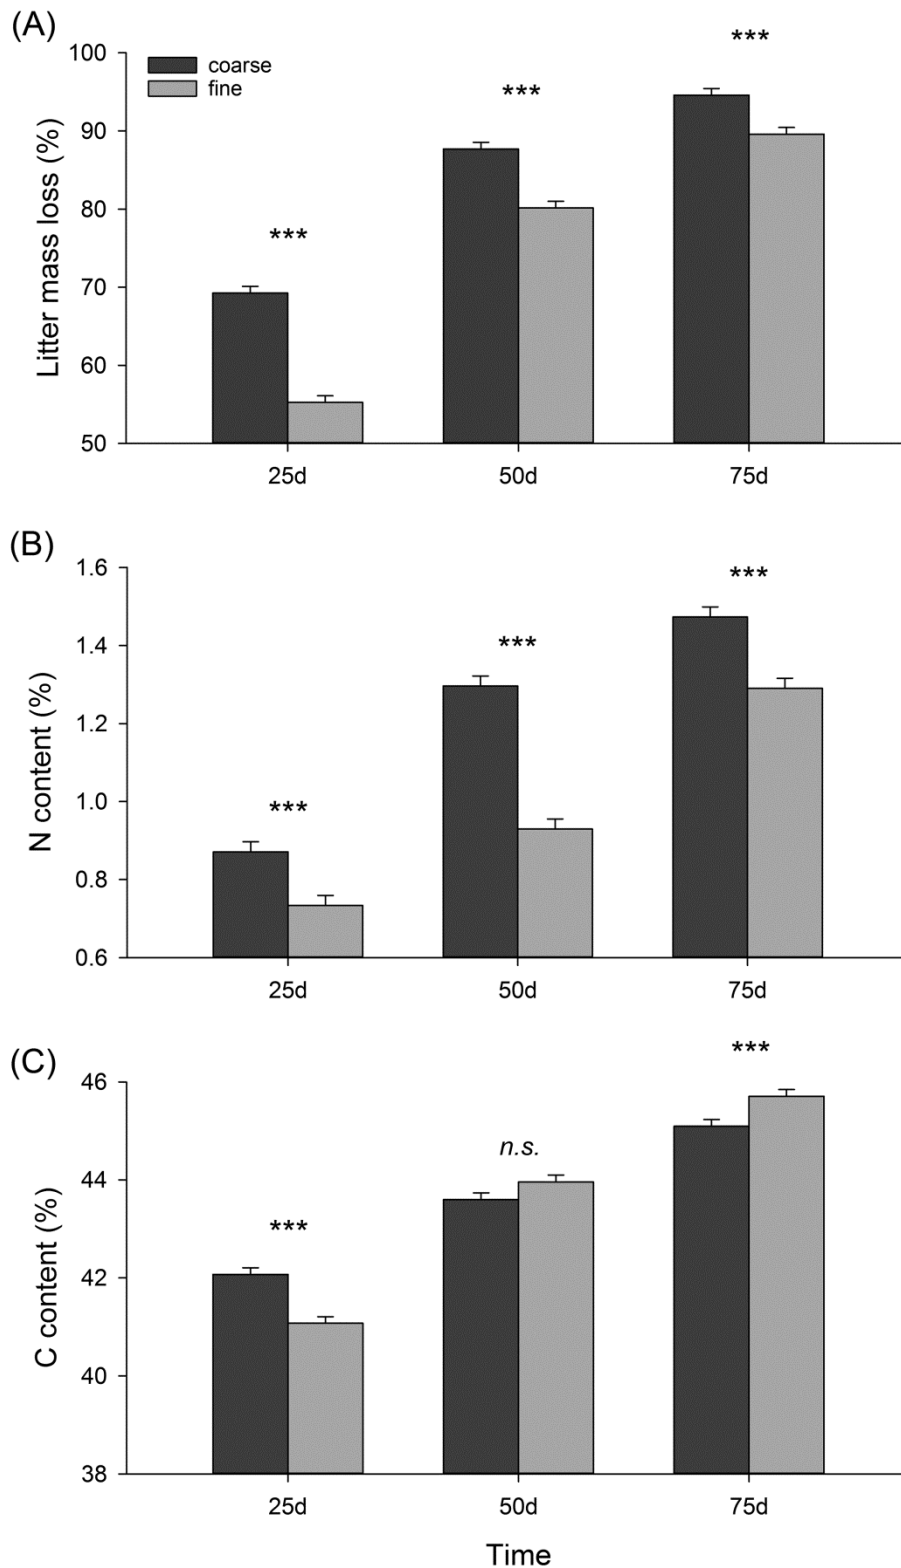 (A)
100
90
80
70
60
50
Litter mass loss (%)
coarse
fine
***
***
***
25d
50d
75d
(B)
1.6
1.4
1.2
1.0
0.8
0.6
N content (%)
***
***
***
25d
50d
75d
(C)
46
44
42
40
38
C content (%)
***
n.s.
***
25d
50d
75d
Time